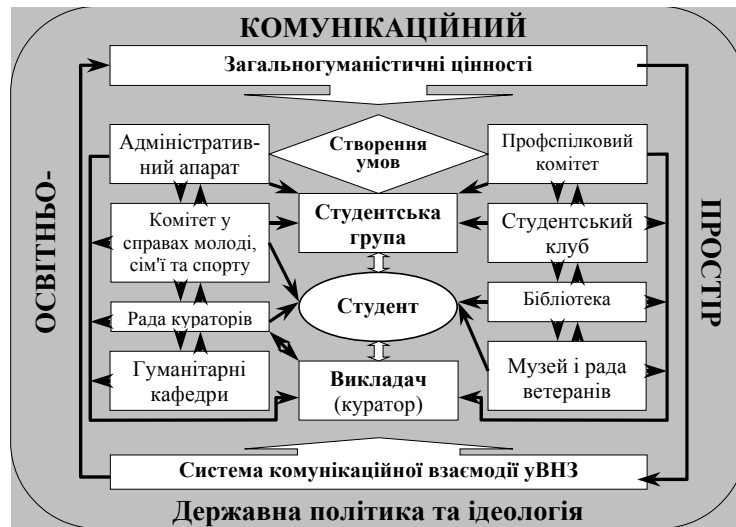 КОМУНІКАЦІЙНИЙ
Загальногуманістичні цінності
ОСВІТНЬО-
ПРОСТІР
Адміністратив-
ний апарат
Створення
умов
Профспілковий
комітет
Комітет у
справах молоді,
сім'ї та спорту
Студентська
група
Студентський
клуб
Студент
Бібліотека
Рада кураторів
Гуманітарні
кафедри
Викладач
(куратор)
Музей і рада
ветеранів
Система комунікаційної взаємодії уВНЗ
Державна політика та ідеологія